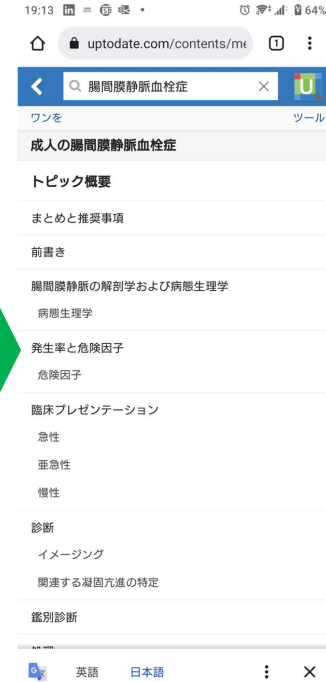 19:13
64%
uptodate.com/contents/me
1
腸間膜静脈血栓症
U
ワンを ツール
成人の腸間膜静脈血栓症
トピック概要
まとめと推奨事項
前書き
腸間膜静脈の解剖学および病態生理学
病態生理学
発生率と危険因子
危険因子
臨床プレゼンテーション
急性
亜急性
慢性
診断
イメージング
関連する凝固亢進の特定
鑑別診断
英語 日本語